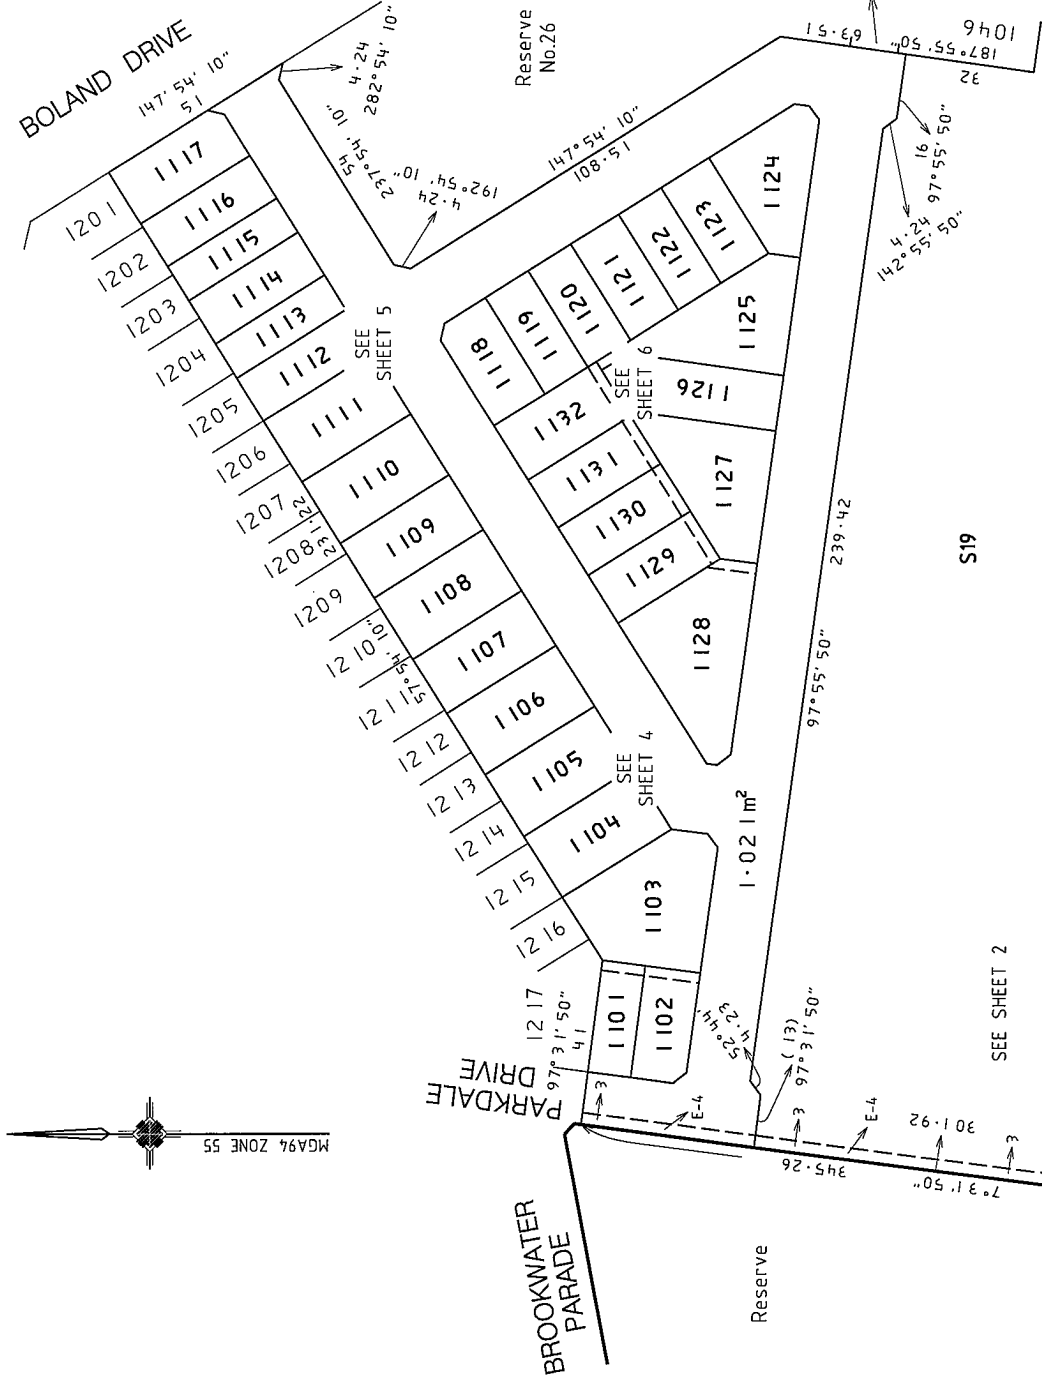 BOLAND DRIVE
147° 54' 10"
51
4·24
282° 54' 10"
54
237° 54' 10"
4·24
192° 54' 10"
Reserve
No.26
63·51
187° 55' 50"
32
1046
147° 54' 10"
108·51
16
97° 55' 50"
4·24
142° 55' 50"
1201
1202
1203
1204
1205
1206
1207
1208
1209
1210
1211
1212
1213
1214
1215
1216
1217
231·22
57° 54' 10"
1117
1116
1115
1114
1113
1112
1111
1110
1109
1108
1107
1106
1105
1104
1103
1101
1102
SEE
SHEET 5
SEE
SHEET 6
SEE
SHEET 4
1118
1119
1120
1121
1122
1123
1124
1125
1126
1127
1128
1129
1130
1131
1132
239·42
97° 55' 50"
S19
1·021m²
97° 31' 50"
41
PARKDALE
DRIVE
52° 44'
4·23
(13)
97° 31' 50"
SEE SHEET 2
3
E-4
3
E-4
3
301·92
345·26
7° 31' 50"
MGA94 ZONE 55
BROOKWATER
PARADE
Reserve